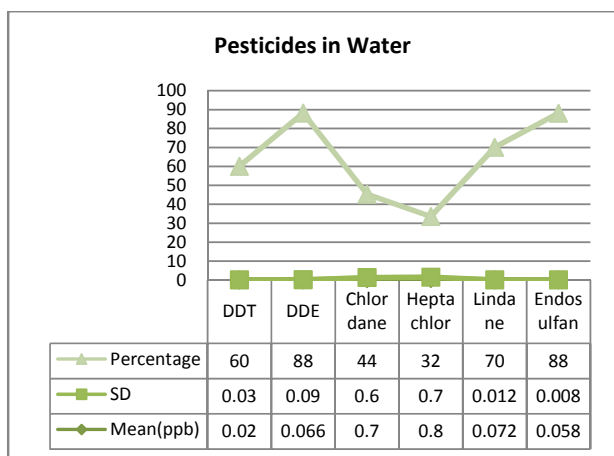 Pesticides in Water
100
90
80
70
60
50
40
30
20
10
0
DDT DDE Chlor dane Hepta chlor Linda ne Endos ulfan
Percentage 60 88 44 32 70 88
SD 0.03 0.09 0.6 0.7 0.012 0.008
Mean(ppb) 0.02 0.066 0.7 0.8 0.072 0.058